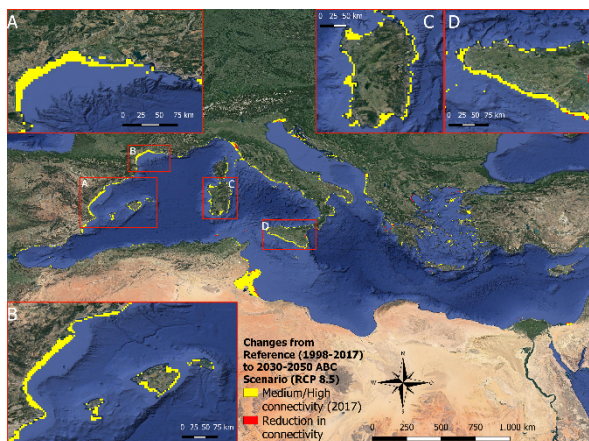 A
0 25 50 75 km
0 25 50 km
C
D
0 25 50 75 km
B
A
C
D
B
0 25 50 75 km
Changes from
Reference (1998-2017)
to 2030-2050 ABC
Scenario (RCP 8.5)
Medium/High
connectivity (2017)
Reduction in
connectivity
0 250 500 750 1.000 km